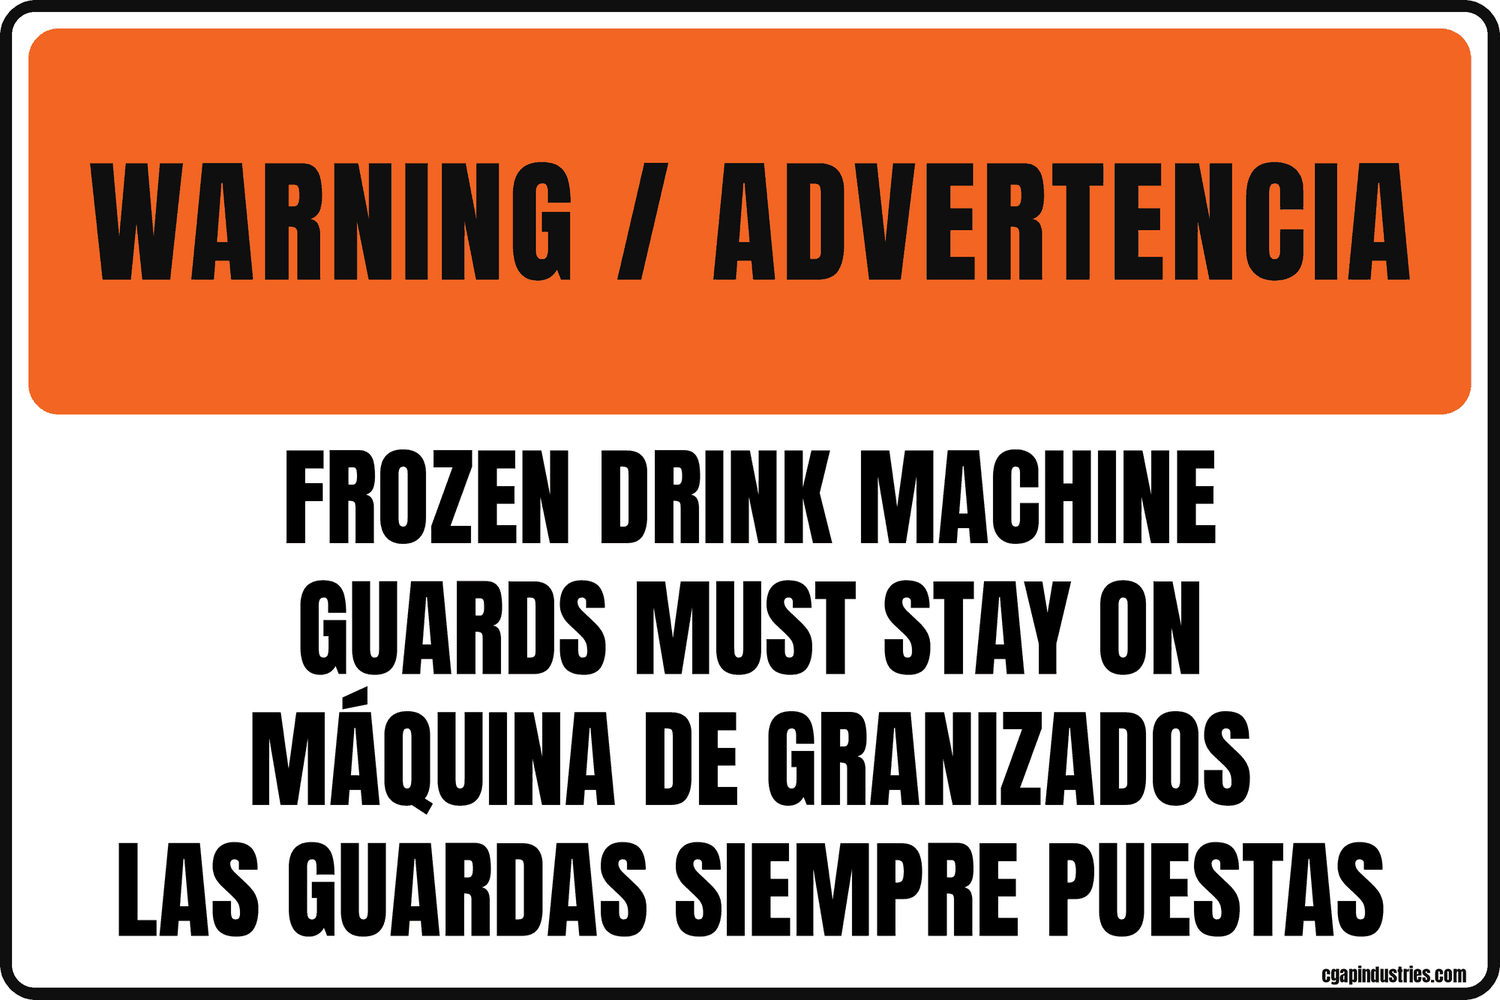 WARNING / ADVERTENCIA
FROZEN DRINK MACHINE
GUARDS MUST STAY ON
MÁQUINA DE GRANIZADOS
LAS GUARDAS SIEMPRE PUESTAS
cgapindustries.com